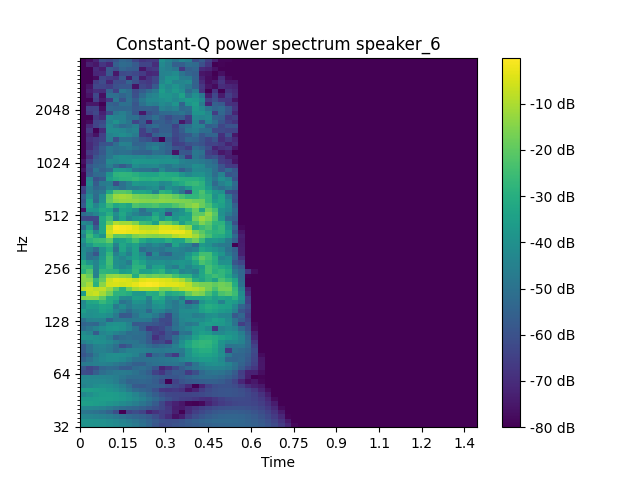 Constant-Q power spectrum speaker_6
Hz
2048
1024
512
256
128
64
32
0 0.15 0.3 0.45 0.6 0.75 0.9 1.1 1.2 1.4
Time
-10 dB
-20 dB
-30 dB
-40 dB
-50 dB
-60 dB
-70 dB
-80 dB